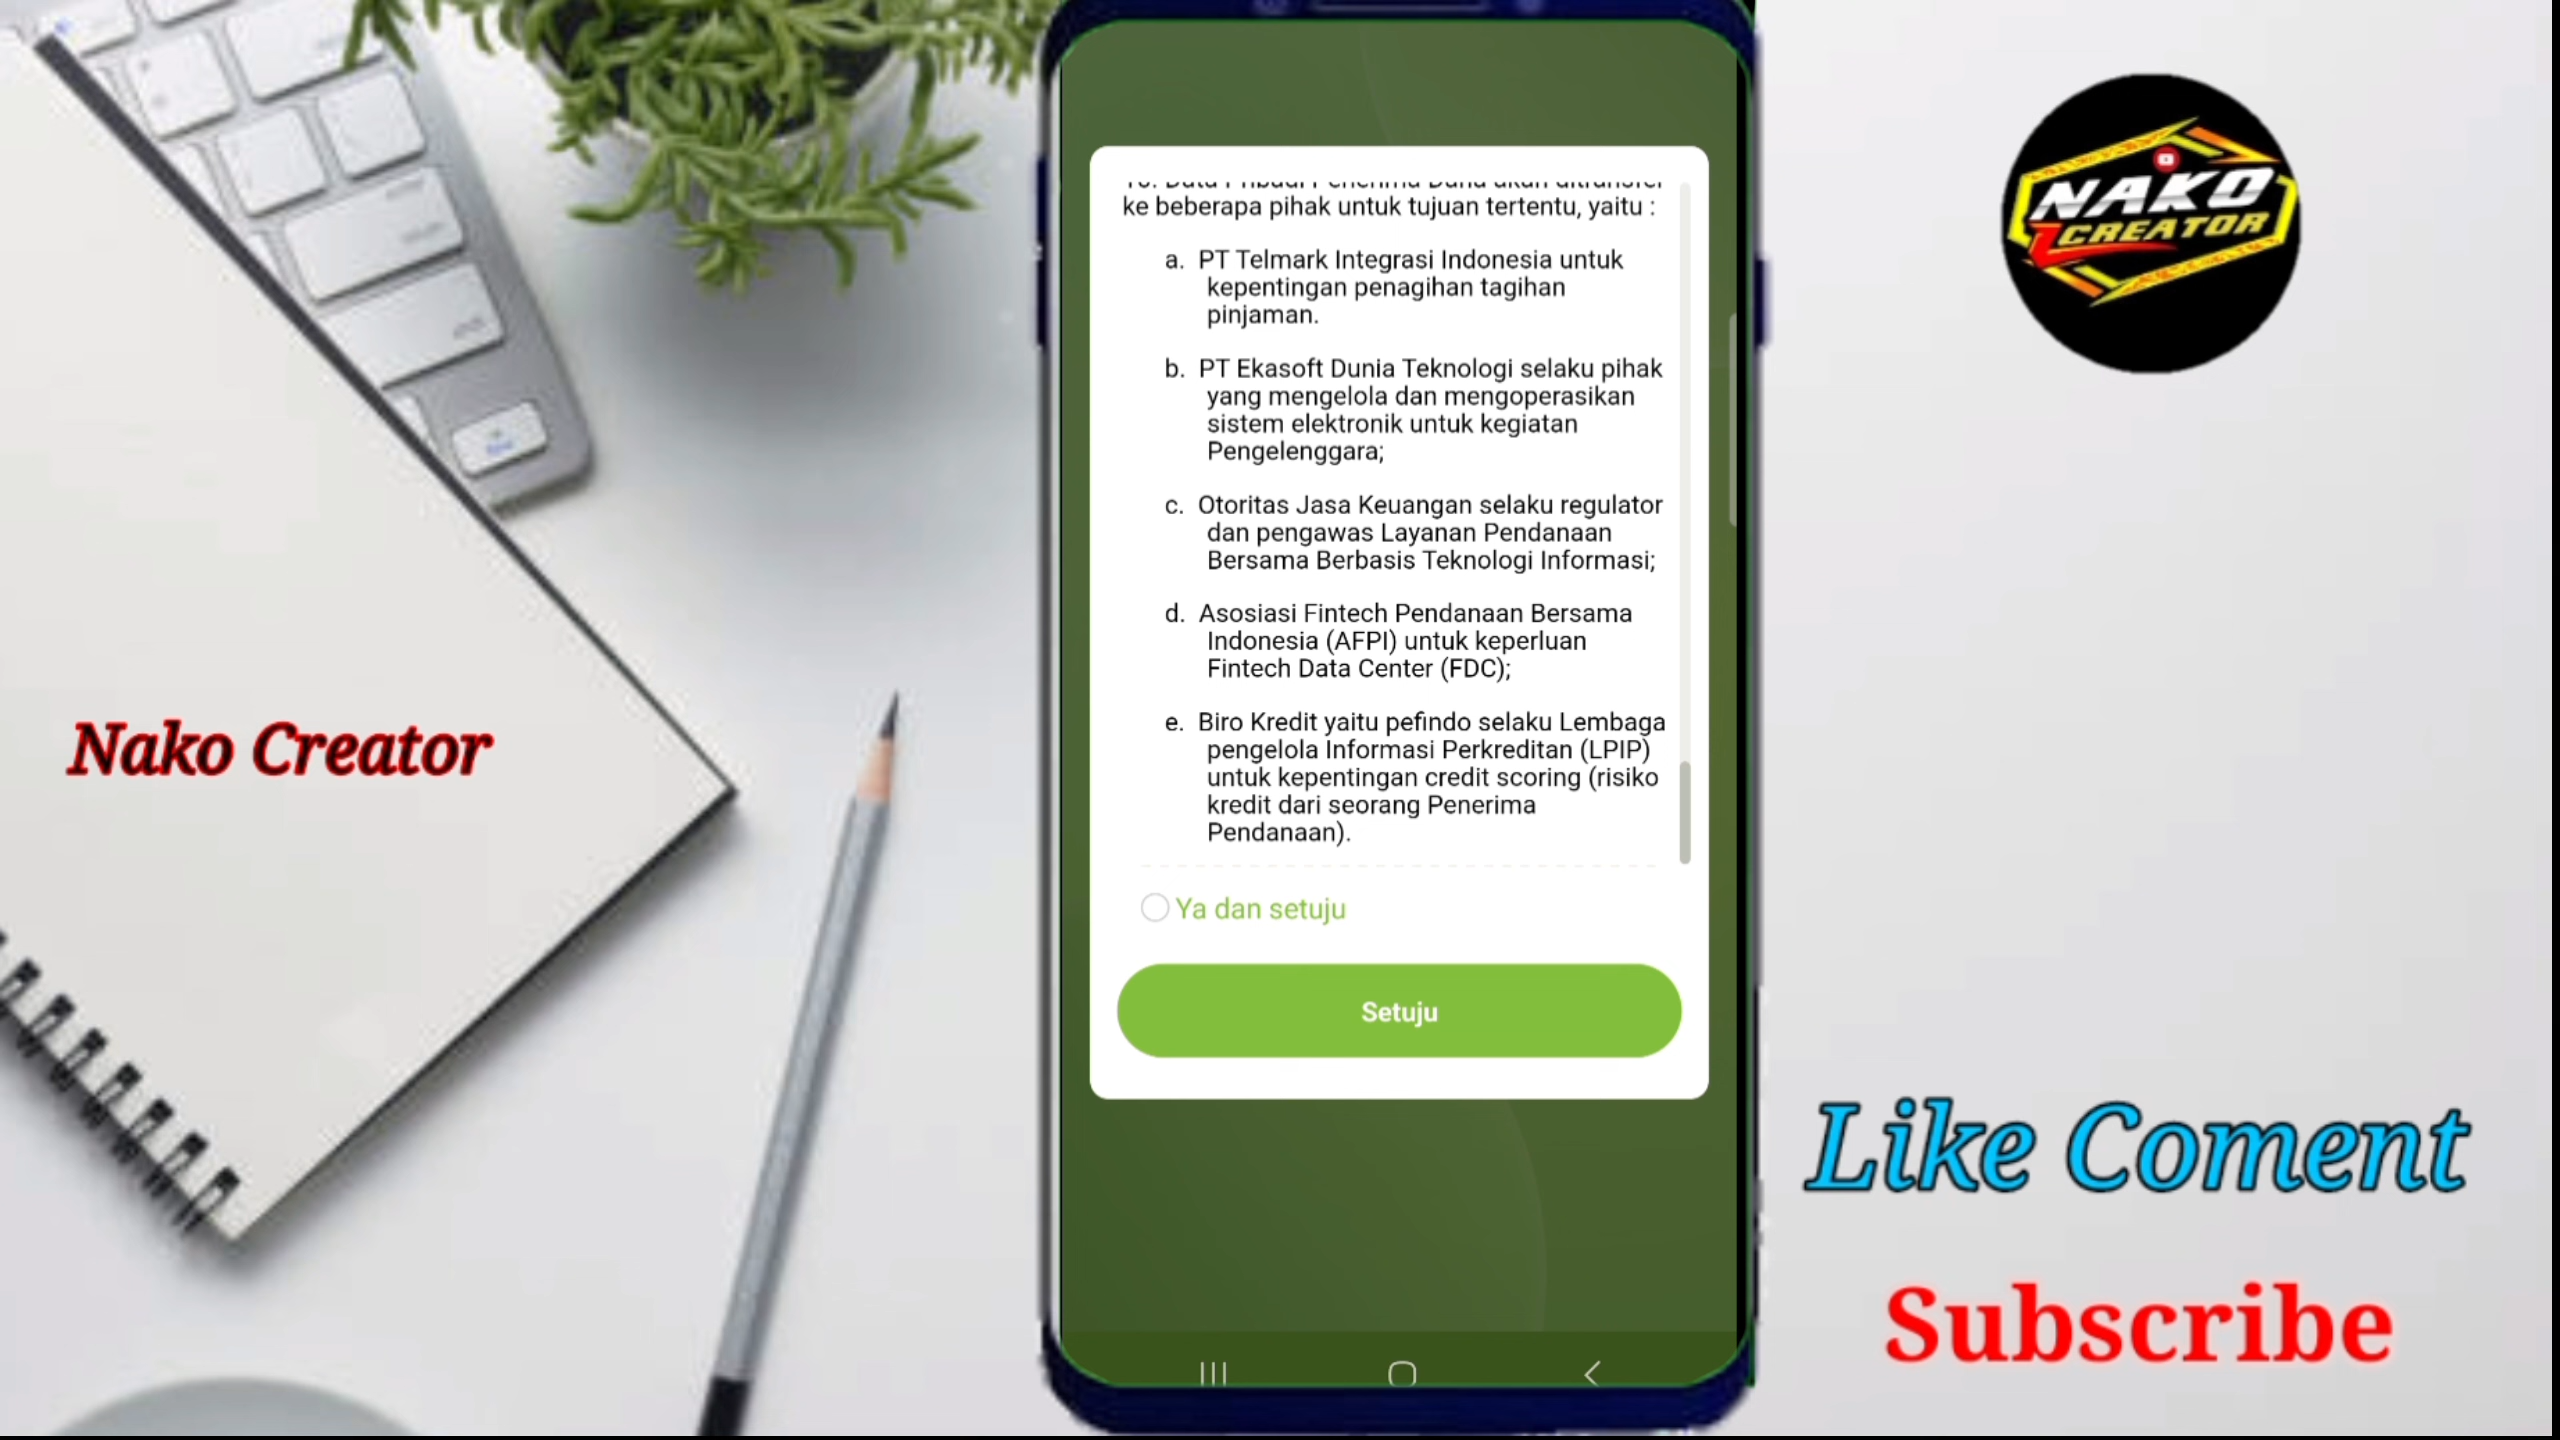 ke beberapa pihak untuk tujuan tertentu, yaitu :
a. PT Telmark Integrasi Indonesia untuk
kepentingan penagihan tagihan
pinjaman.
b. PT Ekasoft Dunia Teknologi selaku pihak
yang mengelola dan mengoperasikan
sistem elektronik untuk kegiatan
Pengelenggara;
c. Otoritas Jasa Keuangan selaku regulator
dan pengawas Layanan Pendanaan
Bersama Berbasis Teknologi Informasi;
d. Asosiasi Fintech Pendanaan Bersama
Indonesia (AFPI) untuk keperluan
Fintech Data Center (FDC);
e. Biro Kredit yaitu pefindo selaku Lembaga
pengelola Informasi Perkreditan (LPIP)
untuk kepentingan credit scoring (risiko
kredit dari seorang Penerima
Pendanaan).
Ya dan setuju
Setuju
Nako Creator
NAKO
CREATOR
Like Coment
Subscribe